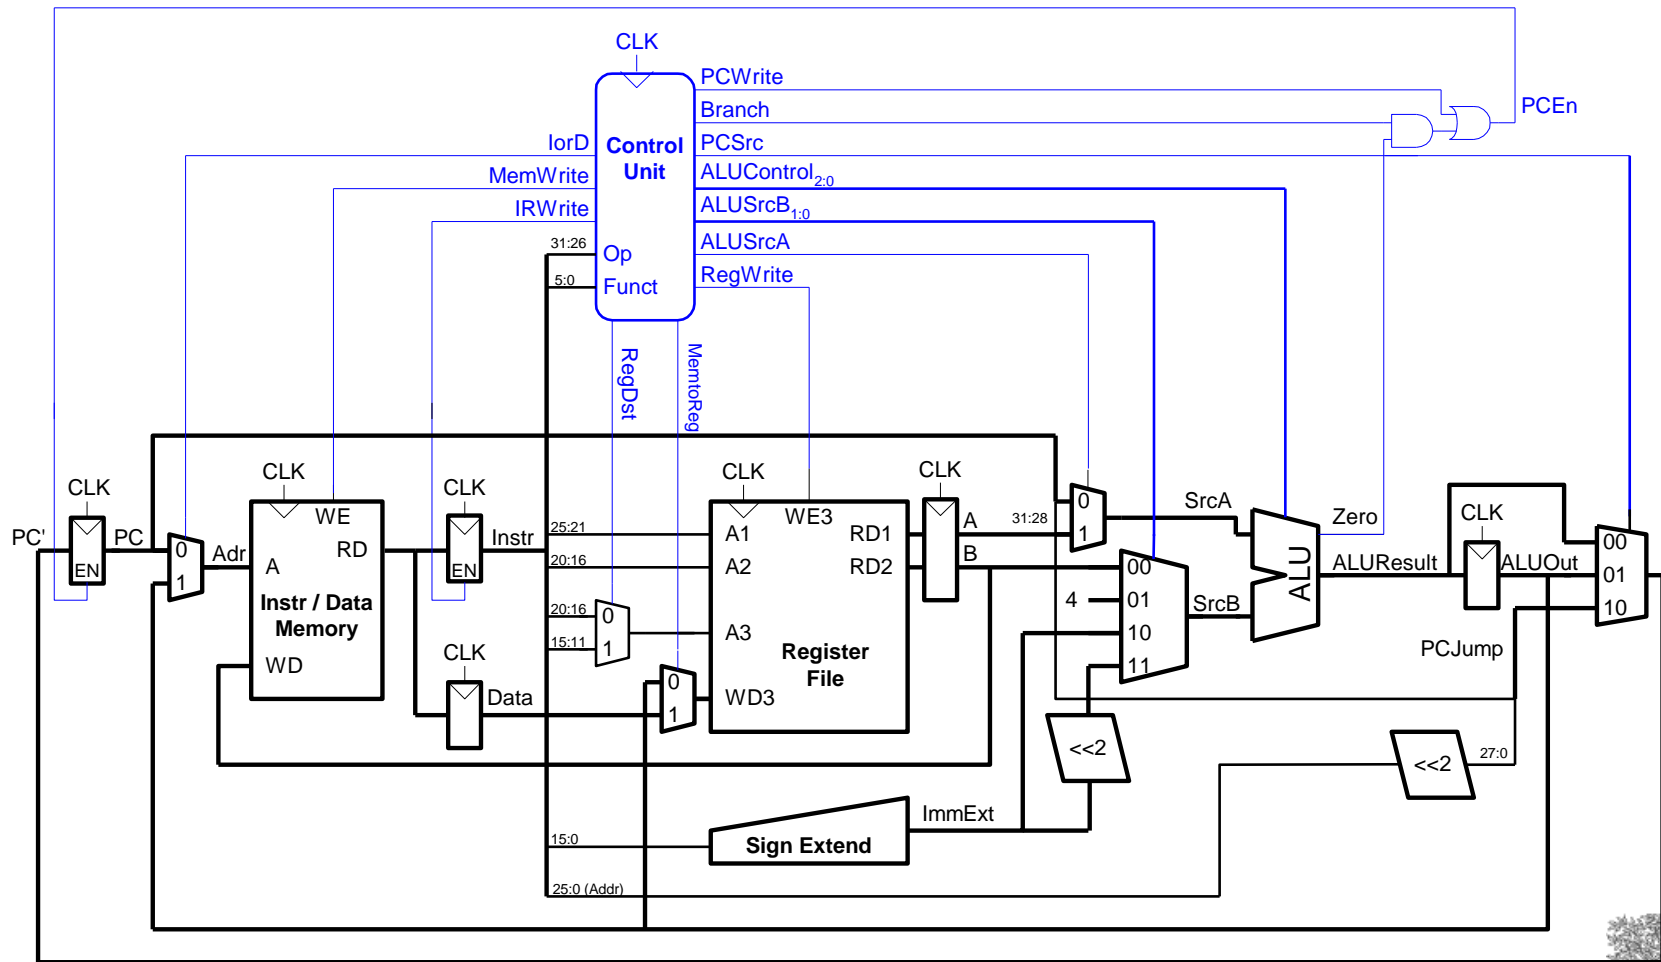 CLK
PCWrite
Branch
PCEn
IorD
Control
Unit
PCSrc
MemWrite
ALUControl2:0
IRWrite
ALUSrcB1:0
31:26
Op
ALUSrcA
5:0
Funct
RegWrite
RegDst
MemtoReg
CLK
CLK
CLK
CLK
CLK
PC'
EN
PC
0
1
Adr
WE
A
RD
Instr / Data
Memory
WD
EN
Instr
CLK
Data
25:21
20:16
20:16
15:11
0
1
0
1
A1
A2
A3
WD3
WE3
RD1
RD2
Register
File
A
B
31:28
0
1
SrcA
4
00
01
10
11
SrcB
ALU
Zero
ALUResult
CLK
ALUOut
00
01
10
PCJump
<<2
<<2
27:0
ImmExt
15:0
Sign Extend
25:0 (Addr)